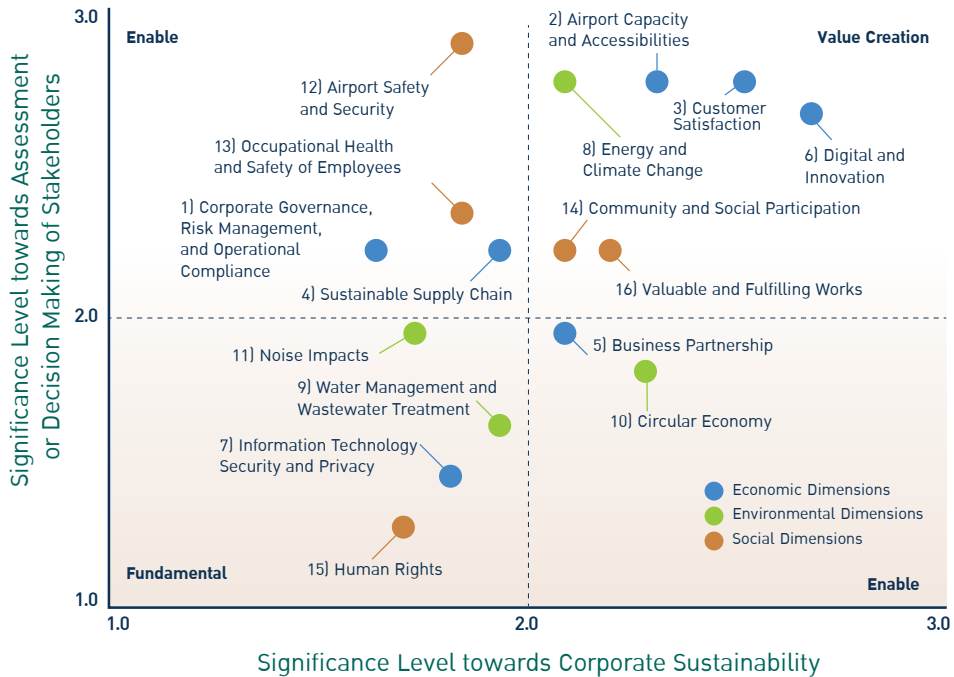 Significance Level towards Assessment
or Decision Making of Stakeholders
3.0
2.0
1.0
Enable
Value Creation
2) Airport Capacity
and Accessibilities
12) Airport Safety
and Security
3) Customer
Satisfaction
13) Occupational Health
and Safety of Employees
8) Energy and
Climate Change
6) Digital and
Innovation
1) Corporate Governance,
Risk Management,
and Operational
Compliance
14) Community and Social Participation
4) Sustainable Supply Chain
16) Valuable and Fulfilling Works
11) Noise Impacts
5) Business Partnership
9) Water Management and
Wastewater Treatment
10) Circular Economy
7) Information Technology
Security and Privacy
Economic Dimensions
Environmental Dimensions
Social Dimensions
15) Human Rights
Fundamental
Enable
1.0
2.0
3.0
Significance Level towards Corporate Sustainability